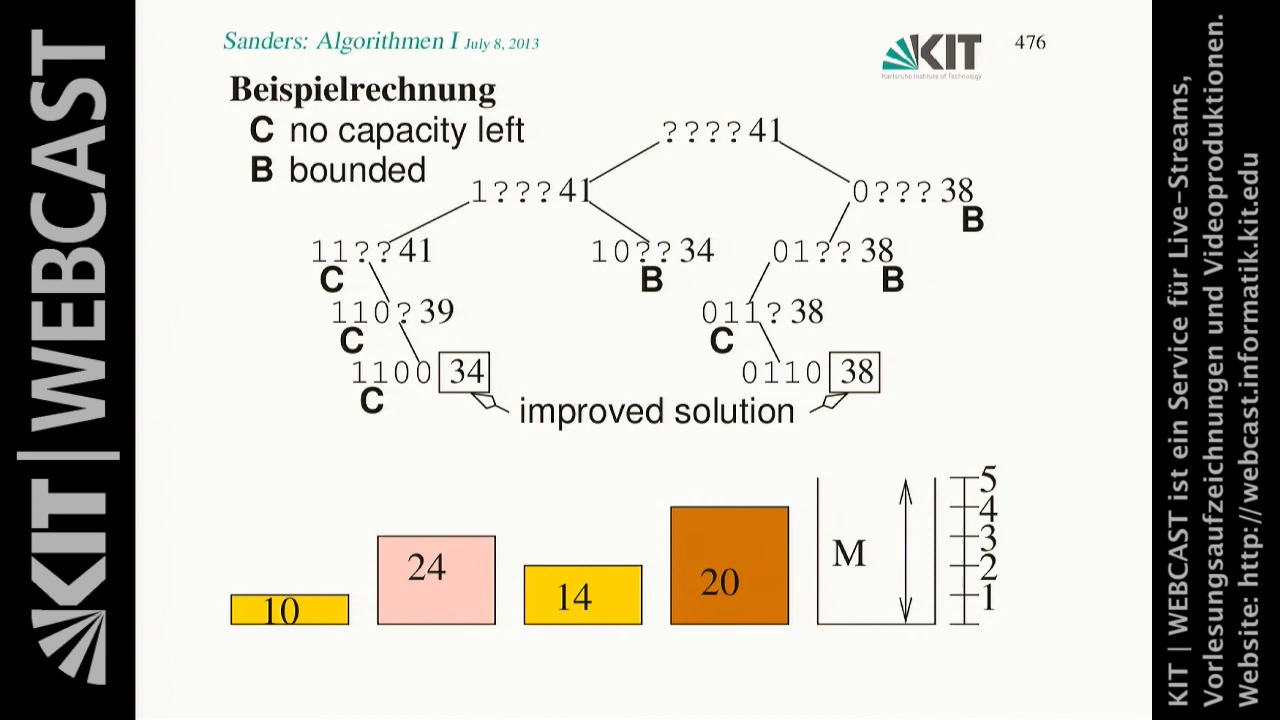 KIT | WEBCAST
Sanders: Algorithmen I July 8, 2013
KIT
Karlsruhe Institute of Technology
476
Beispielrechnung
C no capacity left
B bounded
????41
1???41
0???38
B
11??41
C
10??34
B
01??38
B
110?39
C
011?38
C
1100 34
C
0110 38
improved solution
10
24
14
20
M
5
4
3
2
1
KIT | WEBCAST ist ein Service für Live-Streams,
Vorlesungsaufzeichnungen und Videoproduktionen.
Website: http://webcast.informatik.kit.edu